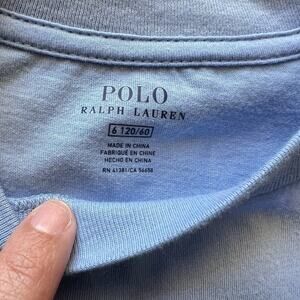 POLO
RALPH LAUREN
6 120/60
MADE IN CHINA
FABRIQUÉ EN CHINE
HECHO EN CHINA
RN 41381/CA 56658